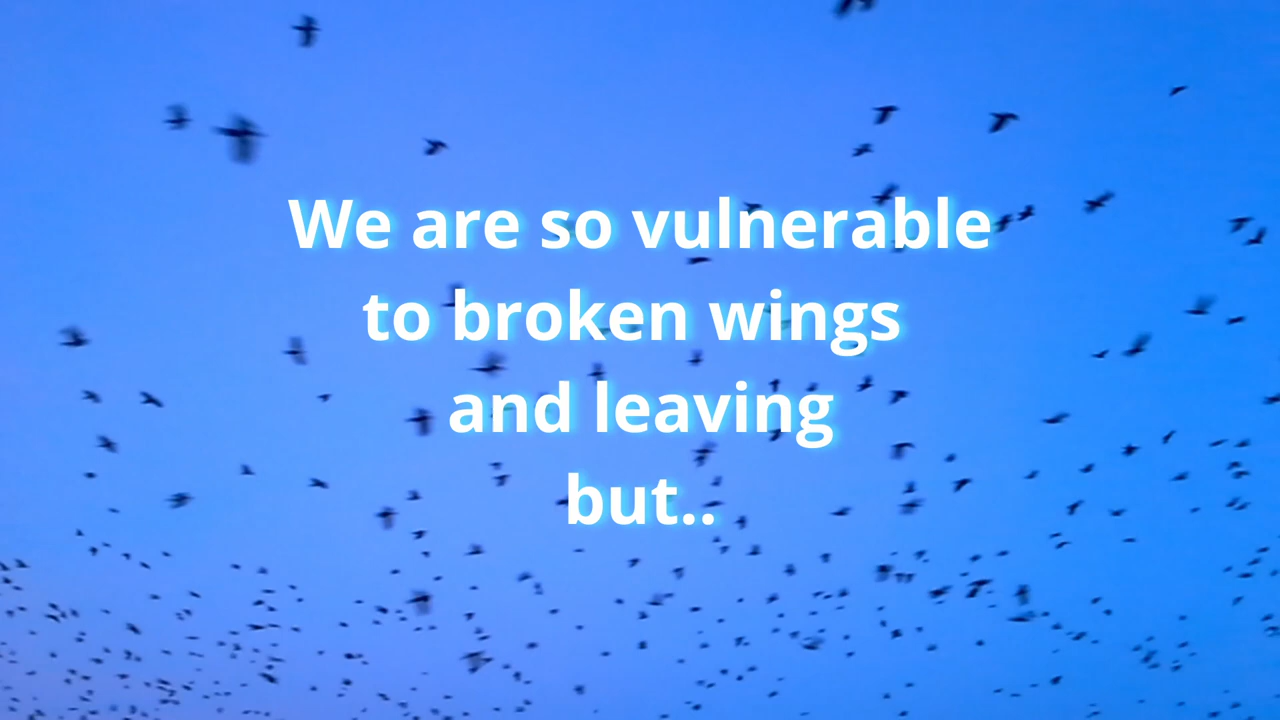 We are so vulnerable
to broken wings
and leaving
but..